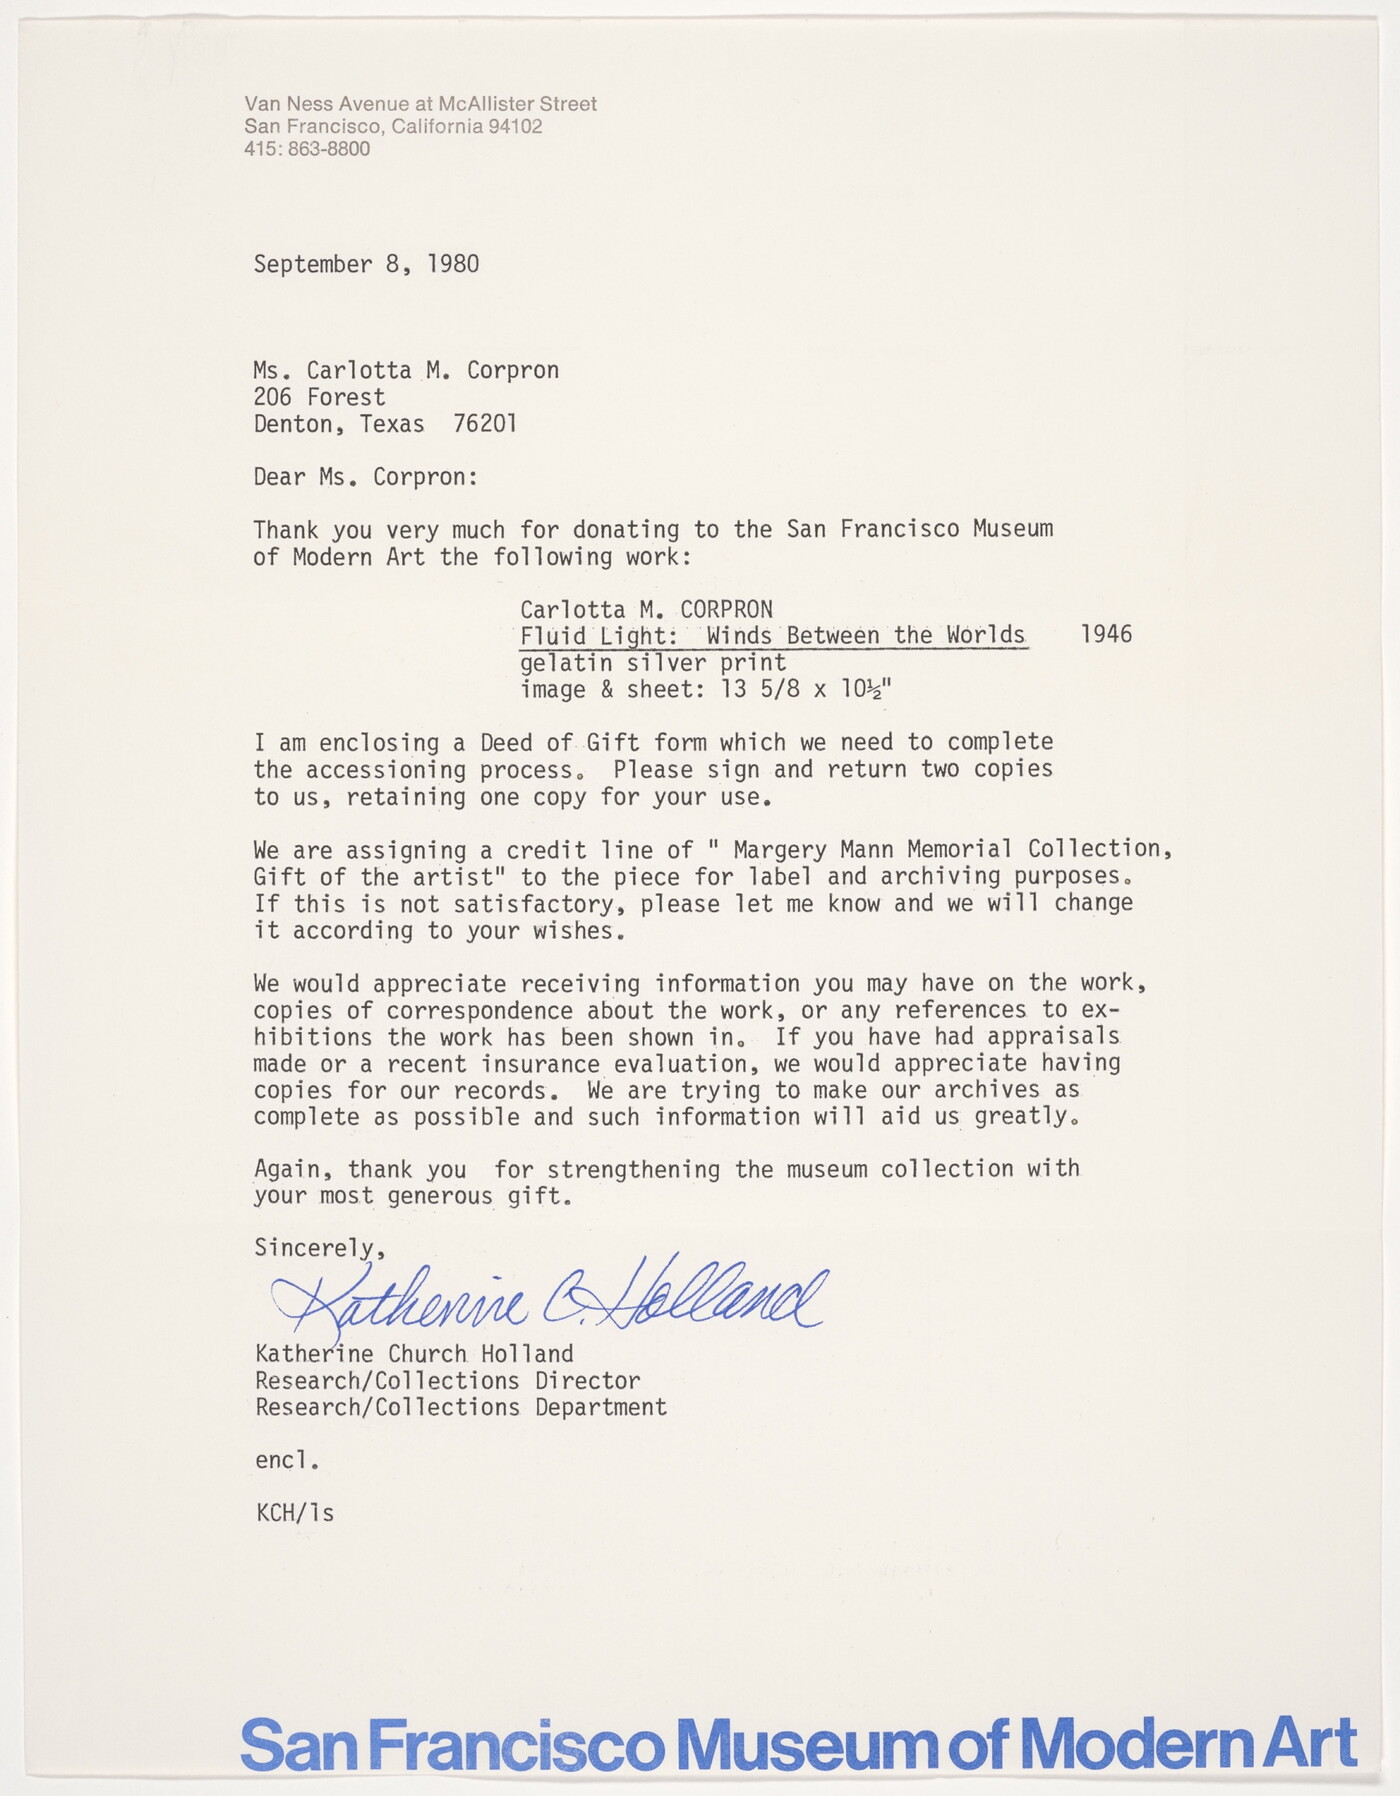 Van Ness Avenue at McAllister Street
San Francisco, California 94102
415: 863-8800
September 8, 1980
Ms. Carlotta M. Corpron
206 Forest
Denton, Texas  76201
Dear Ms. Corpron:
Thank you very much for donating to the San Francisco Museum
of Modern Art the following work:
Carlotta M. CORPRON
Fluid Light:  Winds Between the Worlds    1946
gelatin silver print
image & sheet: 13 5/8 x 10½"
I am enclosing a Deed of Gift form which we need to complete
the accessioning process.  Please sign and return two copies
to us, retaining one copy for your use.
We are assigning a credit line of " Margery Mann Memorial Collection,
Gift of the artist" to the piece for label and archiving purposes.
If this is not satisfactory, please let me know and we will change
it according to your wishes.
We would appreciate receiving information you may have on the work,
copies of correspondence about the work, or any references to ex-
hibitions the work has been shown in.  If you have had appraisals
made or a recent insurance evaluation, we would appreciate having
copies for our records.  We are trying to make our archives as
complete as possible and such information will aid us greatly.
Again, thank you  for strengthening the museum collection with
your most generous gift.
Sincerely,
Katherine C. Holland
Katherine Church Holland
Research/Collections Director
Research/Collections Department
encl.
KCH/ls
San Francisco Museum of Modern Art